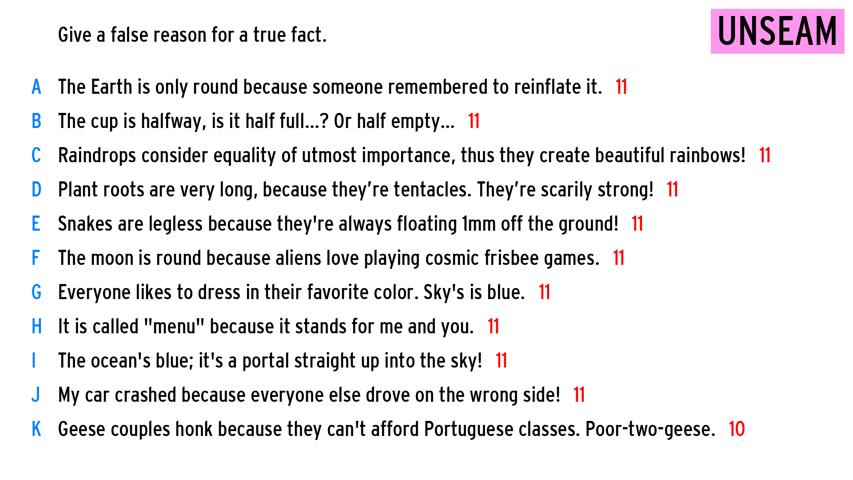 Give a false reason for a true fact.
UNSEAM
A The Earth is only round because someone remembered to reinflate it. 11
B The cup is halfway, is it half full...? Or half empty... 11
C Raindrops consider equality of utmost importance, thus they create beautiful rainbows! 11
D Plant roots are very long, because they’re tentacles. They’re scarily strong! 11
E Snakes are legless because they're always floating 1mm off the ground! 11
F The moon is round because aliens love playing cosmic frisbee games. 11
G Everyone likes to dress in their favorite color. Sky's is blue. 11
H It is called "menu" because it stands for me and you. 11
I The ocean's blue; it's a portal straight up into the sky! 11
J My car crashed because everyone else drove on the wrong side! 11
K Geese couples honk because they can't afford Portuguese classes. Poor-two-geese. 10